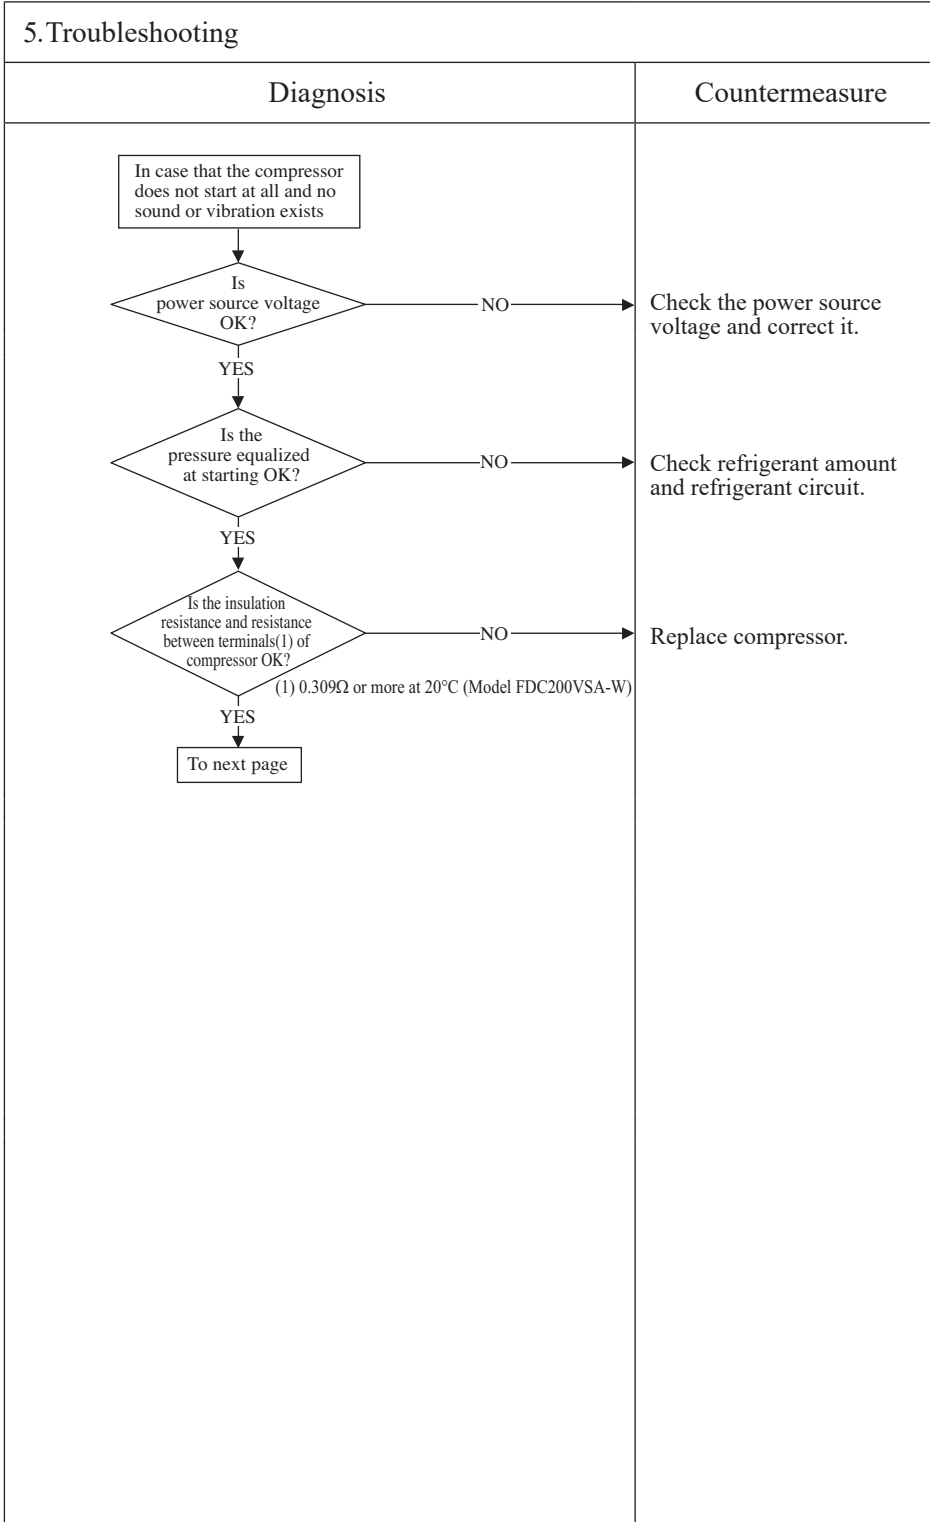 5.Troubleshooting
Diagnosis
Countermeasure
In case that the compressor
does not start at all and no
sound or vibration exists
Is
power source voltage
OK?
NO
Check the power source
voltage and correct it.
YES
Is the
pressure equalized
at starting OK?
NO
Check refrigerant amount
and refrigerant circuit.
YES
Is the insulation
resistance and resistance
between terminals(1) of
compressor OK?
NO
Replace compressor.
(1) 0.309Ω or more at 20°C (Model FDC200VSA-W)
YES
To next page